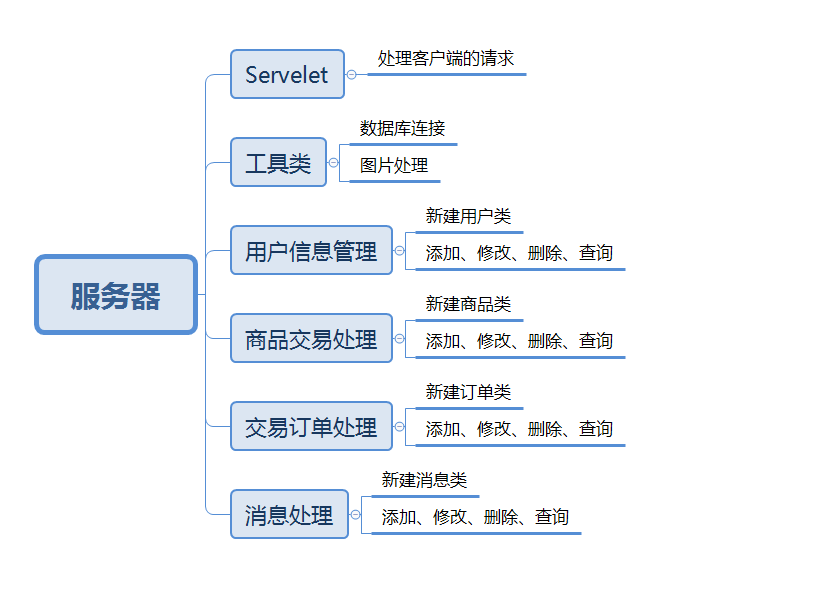 服务器
Servelet
处理客户端的请求
工具类
数据库连接
图片处理
用户信息管理
新建用户类
添加、修改、删除、查询
商品交易处理
新建商品类
添加、修改、删除、查询
交易订单处理
新建订单类
添加、修改、删除、查询
消息处理
新建消息类
添加、修改、删除、查询